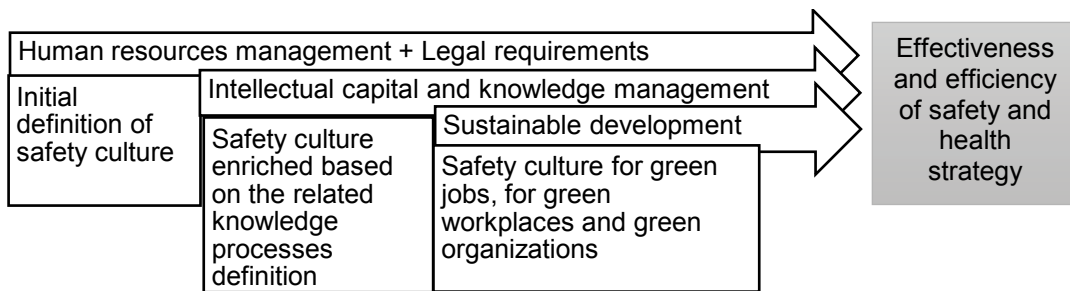 Human resources management + Legal requirements
Initial
definition of
safety culture
Intellectual capital and knowledge management
Safety culture
enriched based
on the related
knowledge
processes
definition
Sustainable development
Safety culture for green
jobs, for green
workplaces and green
organizations
Effectiveness
and efficiency
of safety and
health
strategy